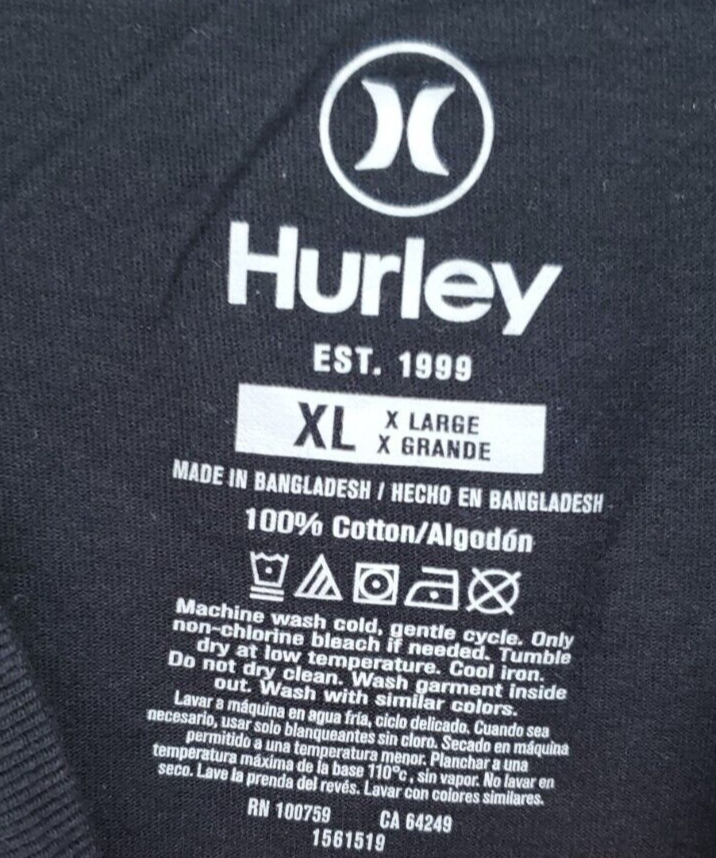 Hurley
EST. 1999
XL X LARGE
X GRANDE
MADE IN BANGLADESH / HECHO EN BANGLADESH
100% Cotton/Algodón
Machine wash cold, gentle cycle. Only
non-chlorine bleach if needed. Tumble
dry at low temperature. Cool iron.
Do not dry clean. Wash garment inside
out. Wash with similar colors.
Lavar a máquina en agua fría, ciclo delicado. Cuando sea
necesario, usar solo blanqueantes sin cloro. Secado en máquina
permitido a una temperatura menor. Planchar a una
temperatura máxima de la base 110°c, sin vapor. No lavar en
seco. Lave la prenda del revés. Lavar con colores similares.
RN 100759 CA 64249
1561519